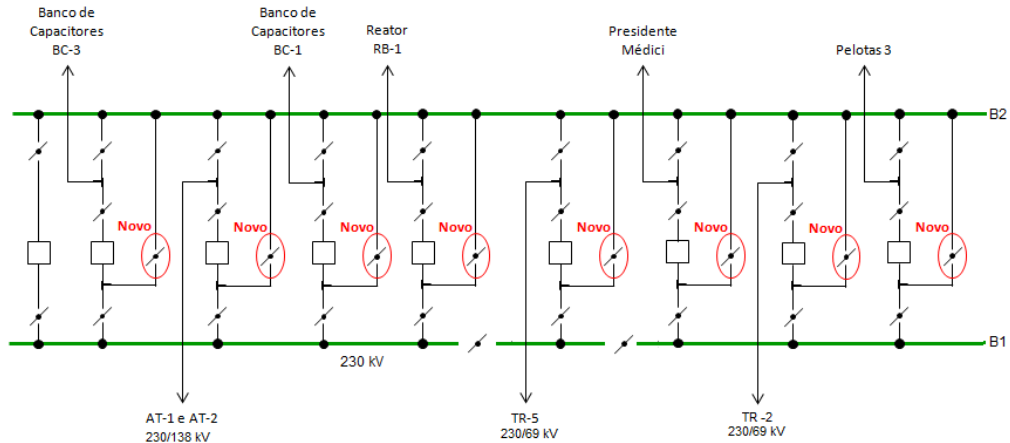 Banco de
Capacitores
BC-3
Banco de
Capacitores
BC-1
Reator
RB-1
Presidente
Médici
Pelotas 3
B2
Novo
Novo
Novo
Novo
Novo
Novo
Novo
Novo
B1
230 kV
AT-1 e AT-2
230/138 kV
TR-5
230/69 kV
TR -2
230/69 kV